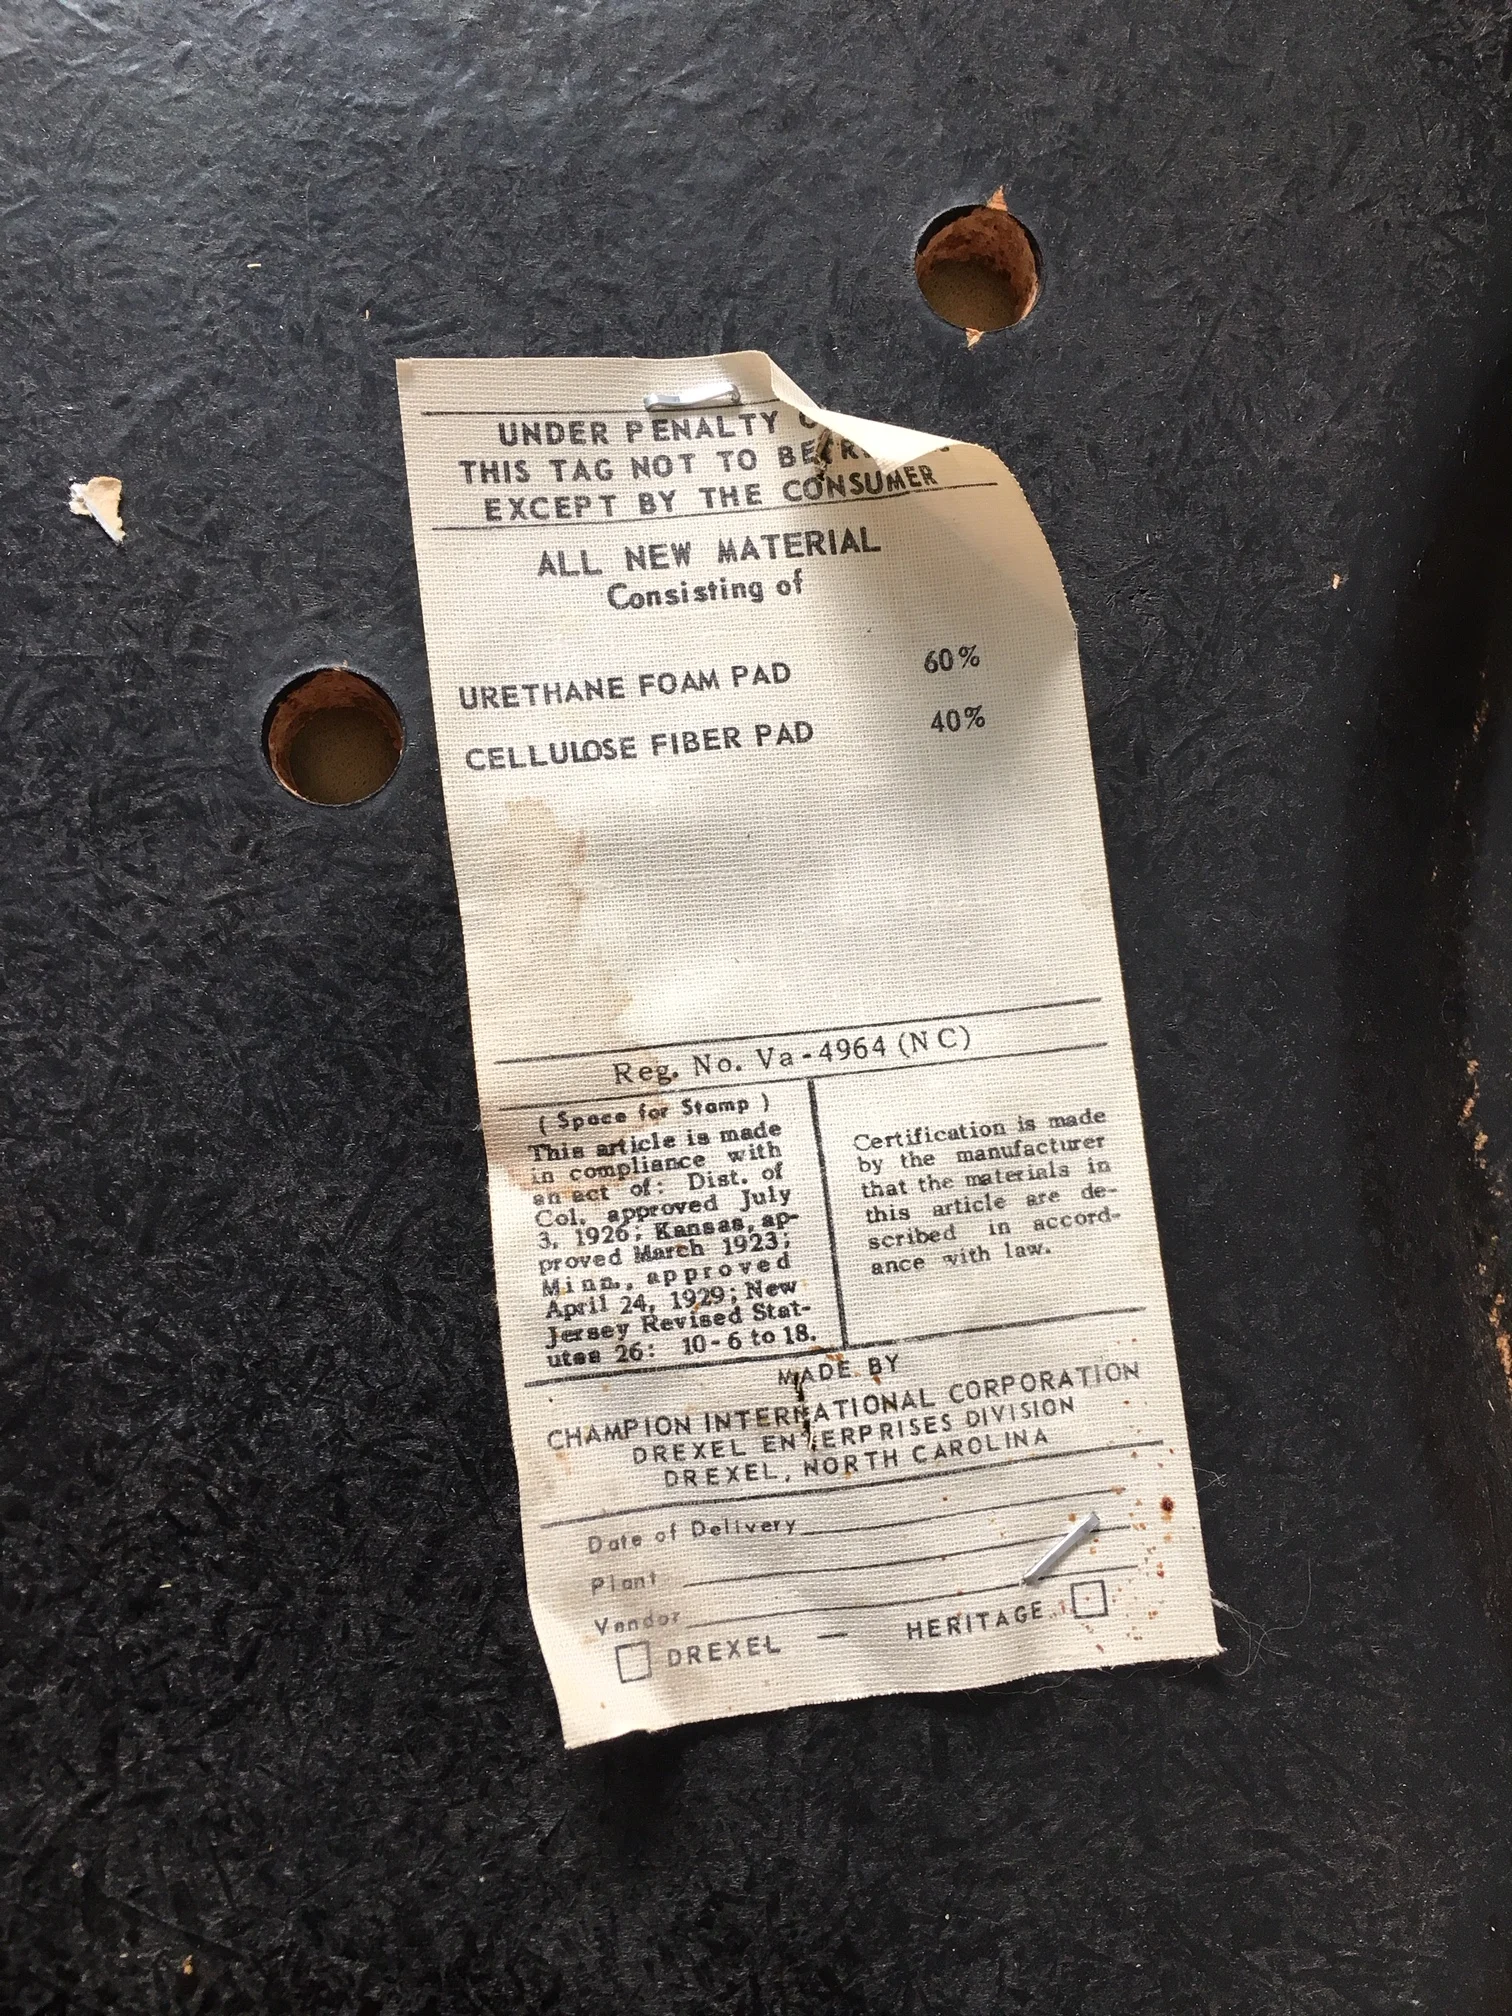 UNDER PENALTY
THIS TAG NOT TO BE
EXCEPT BY THE CONSUMER
ALL NEW MATERIAL
Consisting of
URETHANE FOAM PAD 60%
CELLULOSE FIBER PAD 40%
Reg. No. Va-4964 (NC)
( Space for Stamp )
This article is made
in compliance with
an act of: Dist. of
Col. approved July
3, 1926; Kansas, ap-
proved March 1923;
Minn., approved
April 24, 1929; New
Jersey Revised Stat-
utes 26: 10-6 to 18.
Certification is made
by the manufacturer
that the materials in
this article are de-
scribed in accord-
ance with law.
MADE BY
CHAMPION INTERNATIONAL CORPORATION
DREXEL ENTERPRISES DIVISION
DREXEL, NORTH CAROLINA
Date of Delivery
Plant
Vendor
DREXEL — HERITAGE